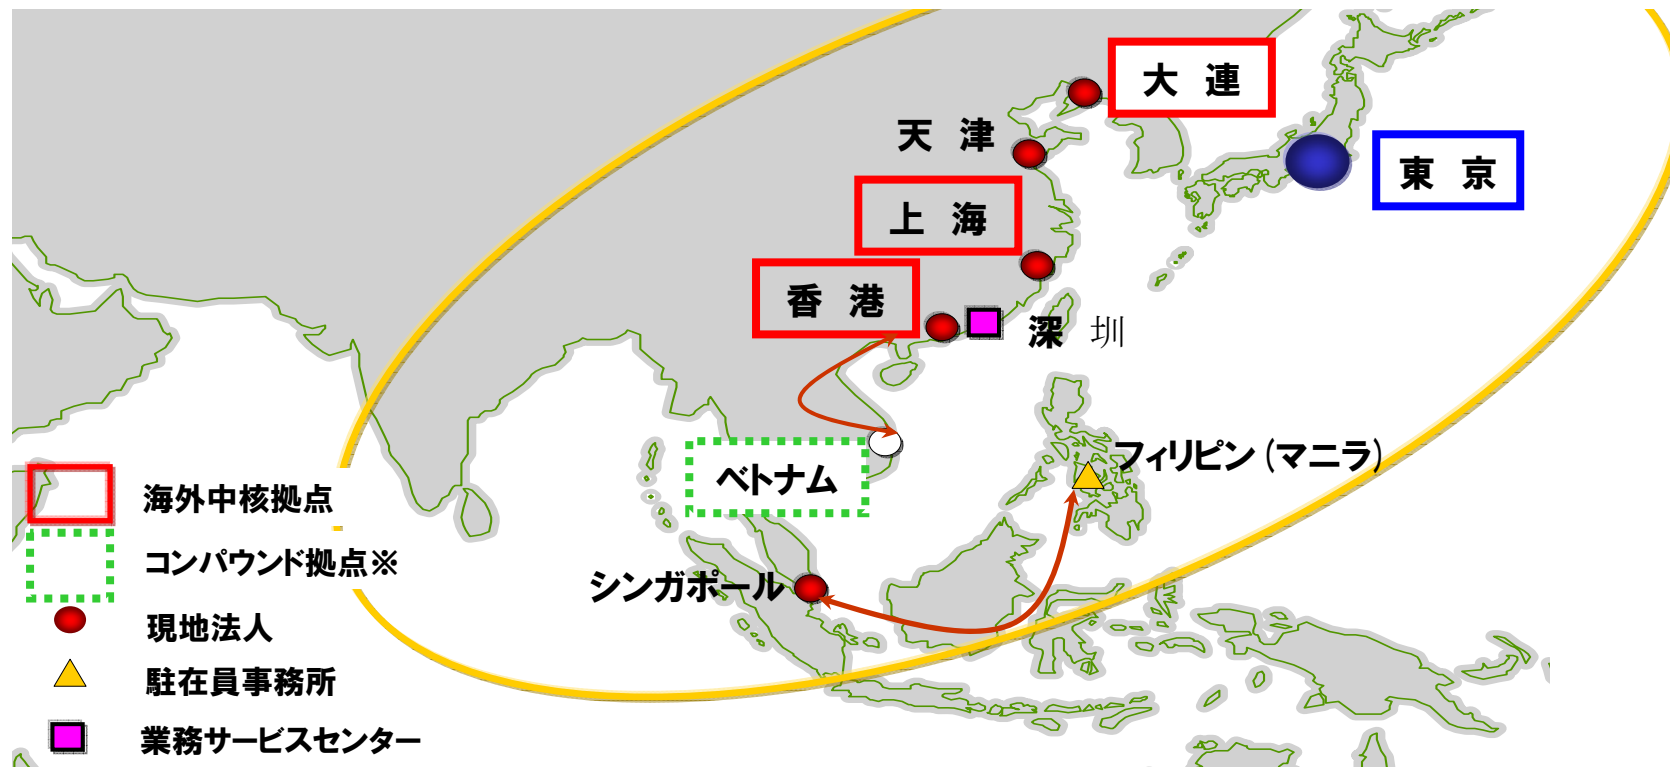 大 連
天 津
東 京
上 海
香 港
深 圳
フィリピン(マニラ)
ベトナム
シンガポール
海外中核拠点
コンパウンド拠点※
現地法人
駐在員事務所
業務サービスセンター